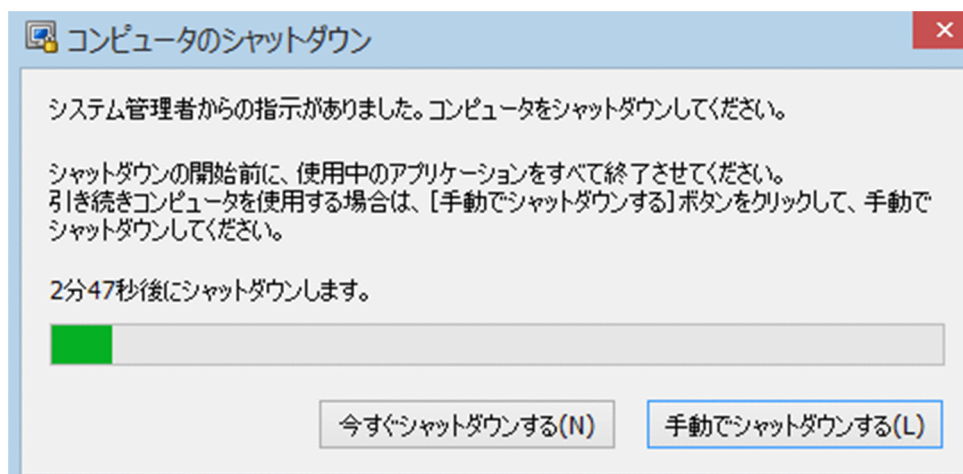 コンピュータのシャットダウン
システム管理者からの指示がありました。コンピュータをシャットダウンしてください。
シャットダウンの開始前に、使用中のアプリケーションをすべて終了させてください。
引き続きコンピュータを使用する場合は、[手動でシャットダウンする]ボタンをクリックして、手動で
シャットダウンしてください。
2分47秒後にシャットダウンします。
今すぐシャットダウンする(N)
手動でシャットダウンする(L)